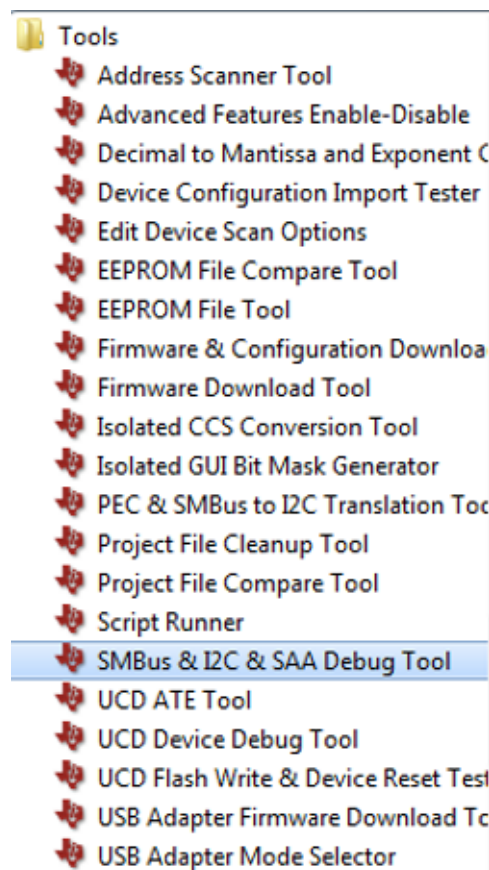 Tools
Address Scanner Tool
Advanced Features Enable-Disable
Decimal to Mantissa and Exponent
Device Configuration Import Tester
Edit Device Scan Options
EEPROM File Compare Tool
EEPROM File Tool
Firmware & Configuration Downloa
Firmware Download Tool
Isolated CCS Conversion Tool
Isolated GUI Bit Mask Generator
PEC & SMBus to I2C Translation Too
Project File Cleanup Tool
Project File Compare Tool
Script Runner
SMBus & I2C & SAA Debug Tool
UCD ATE Tool
UCD Device Debug Tool
UCD Flash Write & Device Reset Test
USB Adapter Firmware Download To
USB Adapter Mode Selector